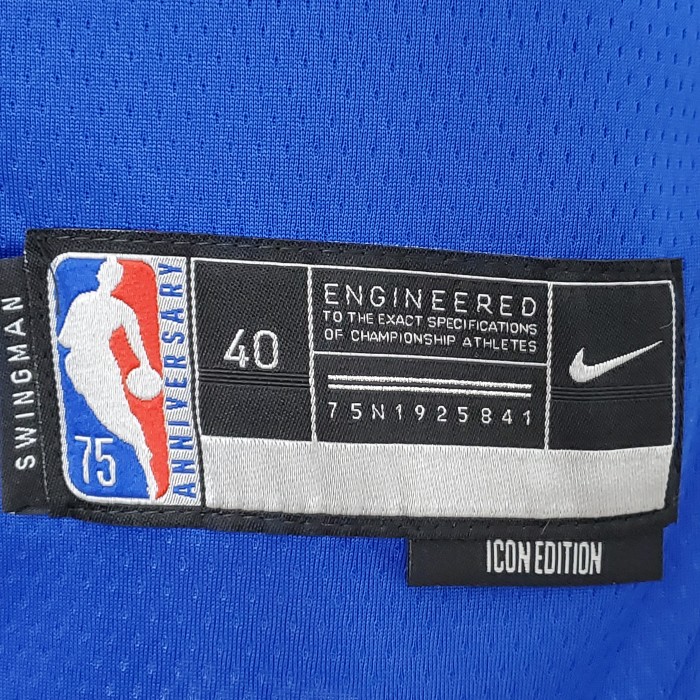 SWINGMAN
75
ANNIVERSARY
40
ENGINEERED
TO THE EXACT SPECIFICATIONS
OF CHAMPIONSHIP ATHLETES
75N1925841
ICON EDITION